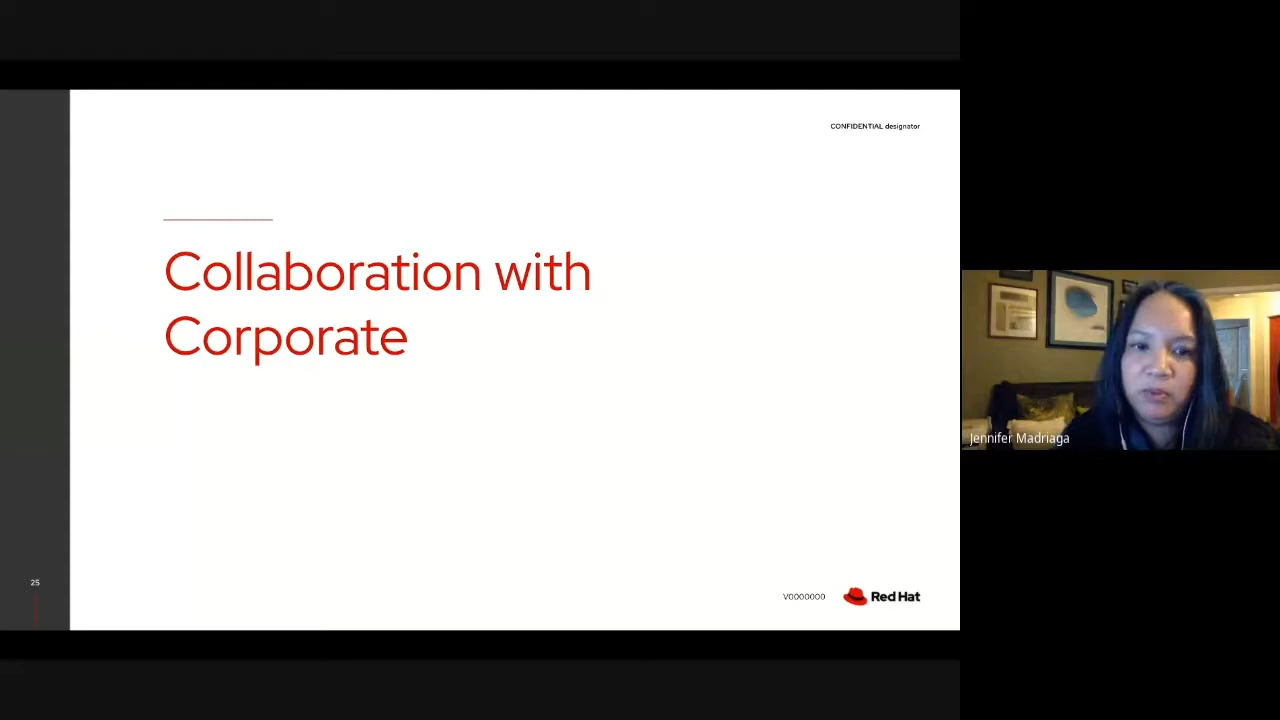 CONFIDENTIAL designator
Collaboration with
Corporate
Jennifer Madriaga
25
V0000000
Red Hat